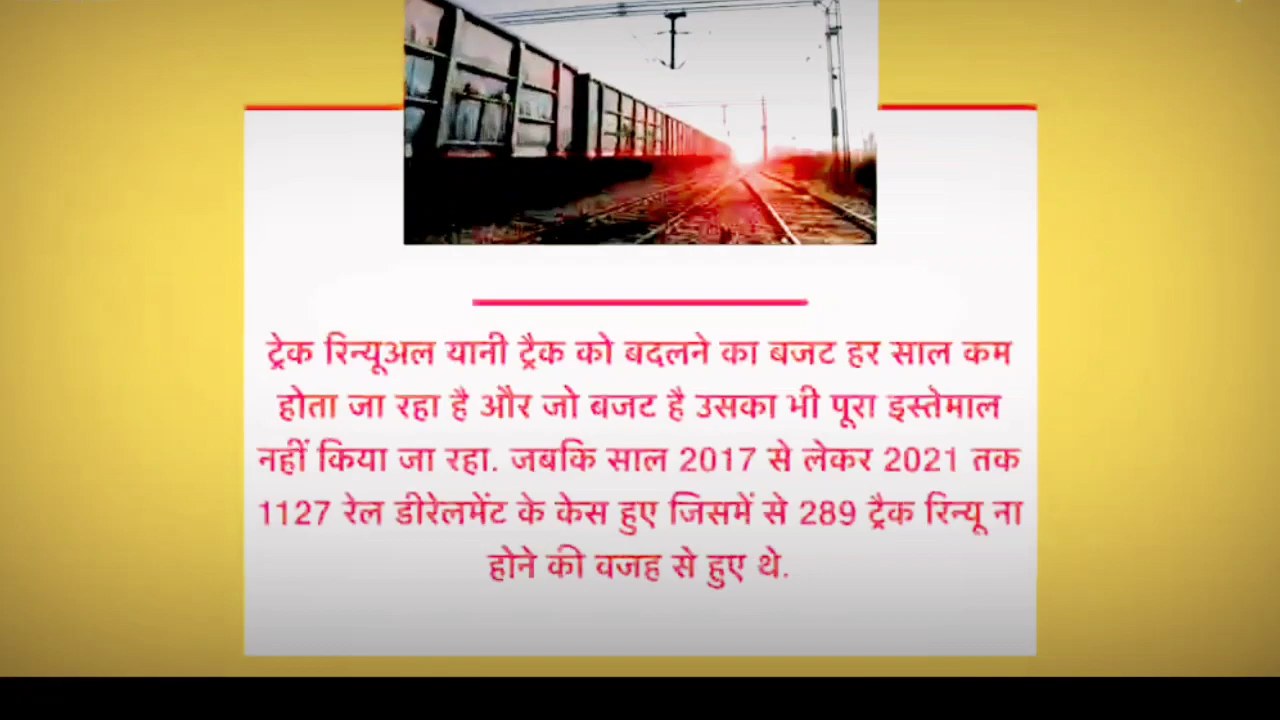 ट्रेक रिन्यूअल यानी ट्रैक को बदलने का बजट हर साल कम
होता जा रहा है और जो बजट है उसका भी पूरा इस्तेमाल
नहीं किया जा रहा. जबकि साल 2017 से लेकर 2021 तक
1127 रेल डीरेलमेंट के केस हुए जिसमें से 289 ट्रैक रिन्यू ना
होने की वजह से हुए थे.